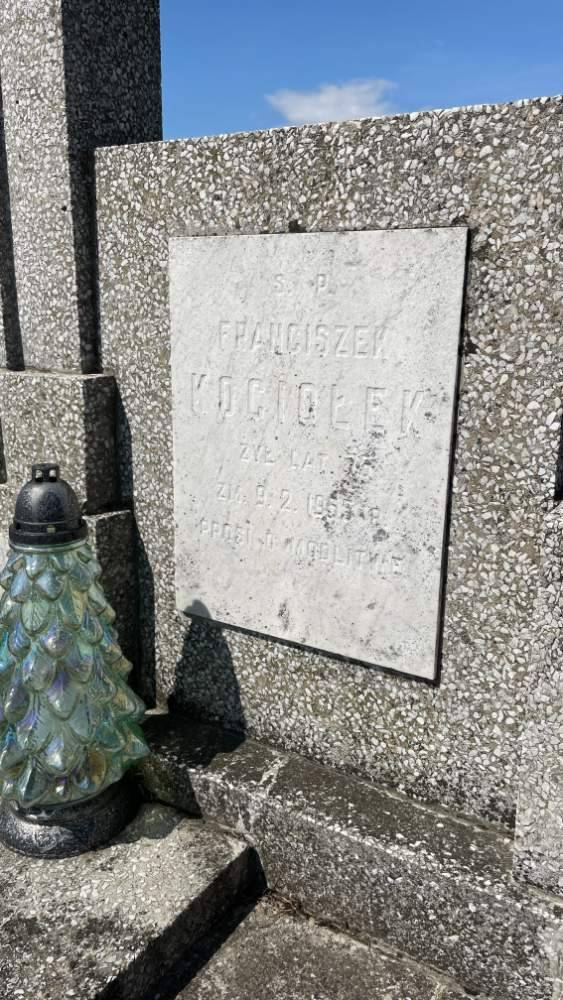 Ś. P.
FRANCISZEK
KOCIOŁEK
ŻYŁ LAT
ZM. 9. 2. R.
PROSI O MODLITWĘ